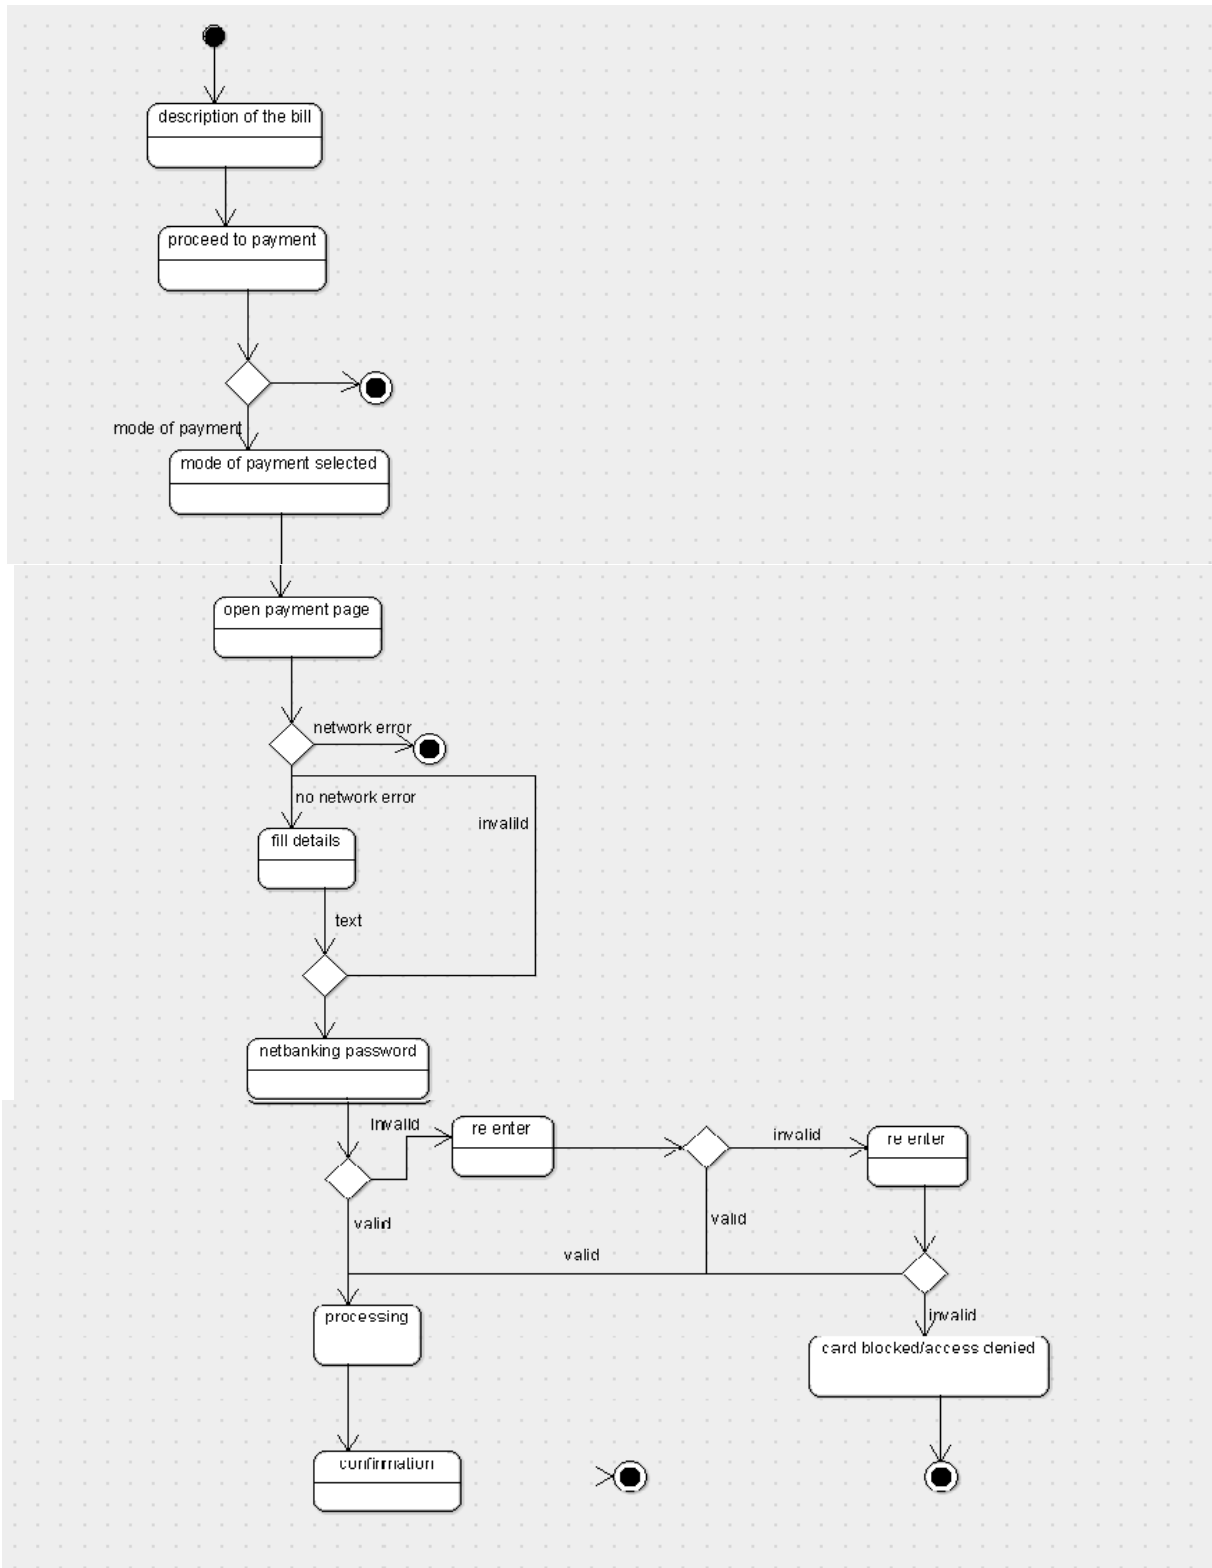 description of the bill
proceed to payment
mode of payment
mode of payment selected
open payment page
network error
no network error
invalild
fill details
text
netbanking password
invalid
re enter
invalid
re enter
valid
valid
valid
processing
invalid
card blocked/access denied
confirmation